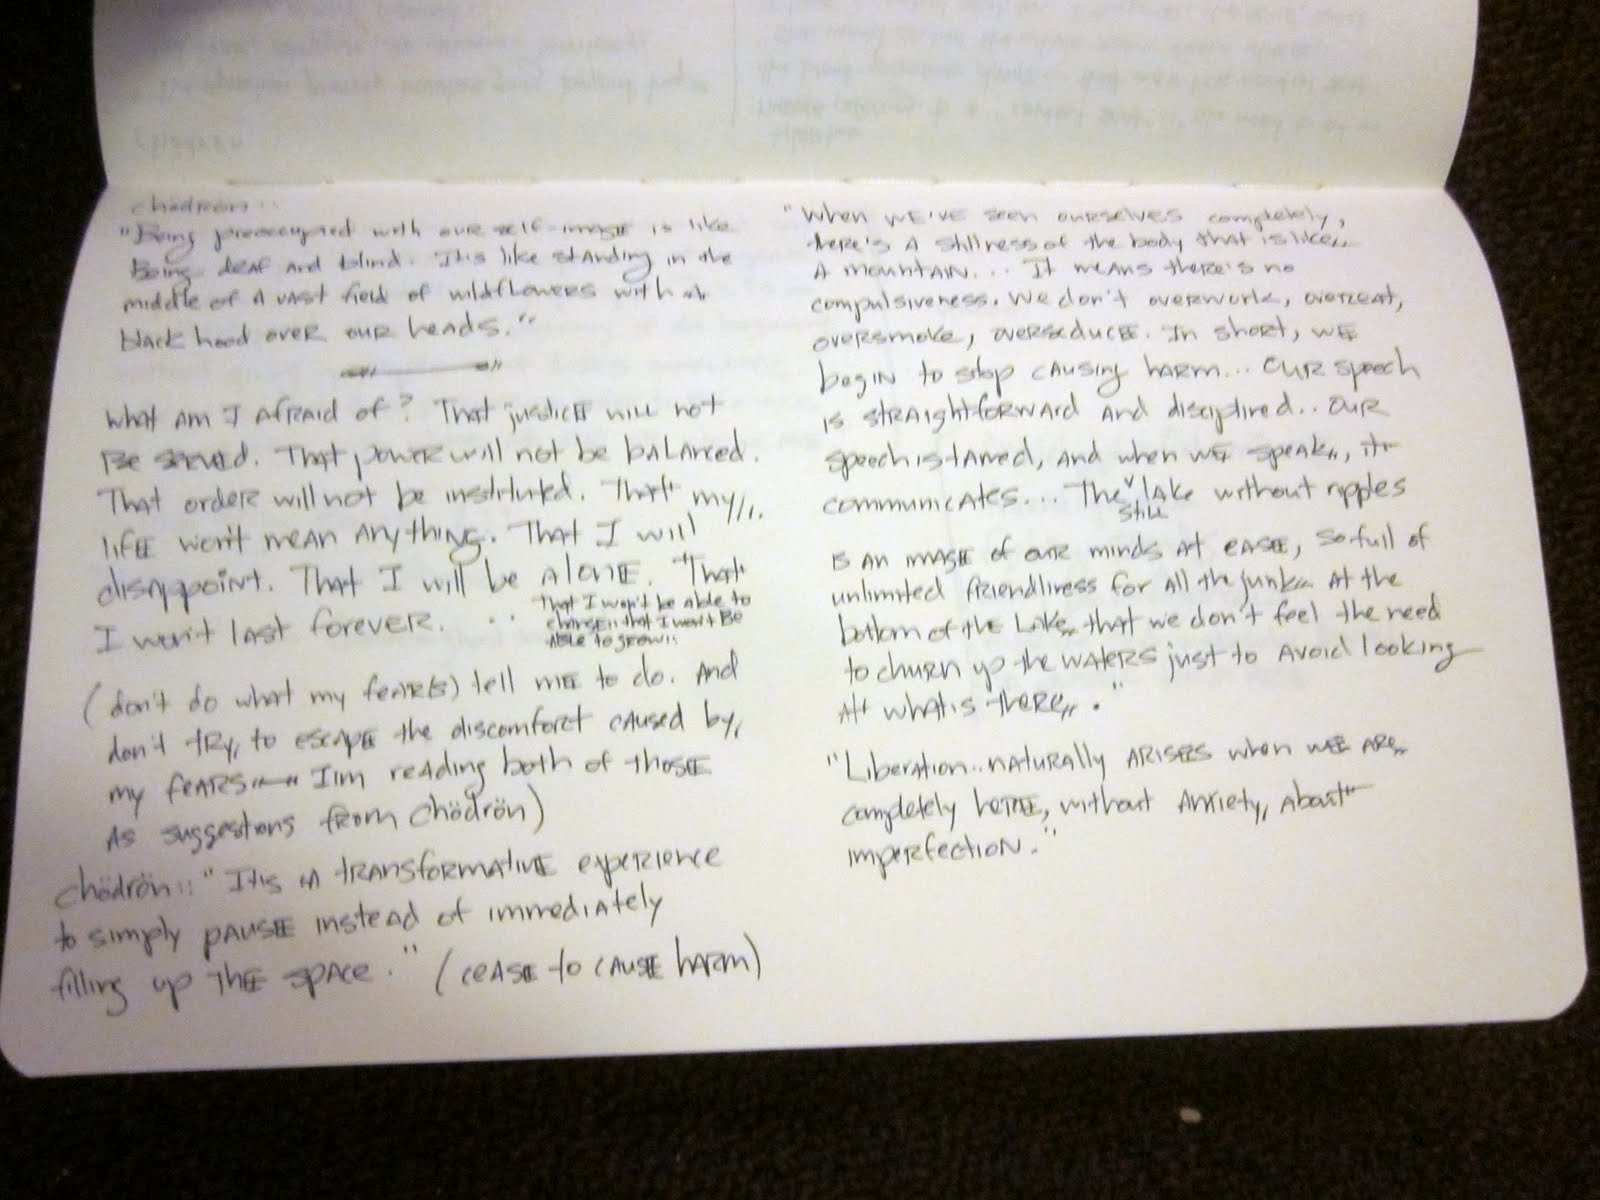 Chödrön::
"Being preoccupied with our self-image is like
Being deaf and blind. It's like standing in the
middle of a vast field of wildflowers with a
black hood over our heads."
What am I afraid of? That justice will not
Be served. That power will not be balanced.
That order will not be instituted. That my
life won't mean anything. That I will
disappoint. That I will be alone. That
I won't last forever. ..
That I won't be able to
change:: that I won't Be
Able to grow::
(don't do what my fear(s) tell me to do. And
don't try, to escape the discomfort caused by,
my fears — I'm reading both of those
As suggestions from Chödrön)
Chödrön:: "It's a transformative experience
to simply pause instead of immediately
filling up the space." (cease to cause harm)
"When we've seen ourselves completely,
there's a stillness of the body that is like
A mountain... It means there's no
compulsiveness. We don't overwork, overeat,
oversmoke, overseduce. In short, we
begin to stop causing harm... Our speech
is straightforward and disciplined.. Our
speech is tamed, and when we speak, it
communicates... The still lake without ripples
Is an image of our minds at ease, so full of
unlimited friendliness for all the junk at the
bottom of the lake that we don't feel the need
to churn up the waters just to avoid looking
At what is there."
"Liberation.. naturally arises when we are
completely here, without anxiety, about
imperfection."